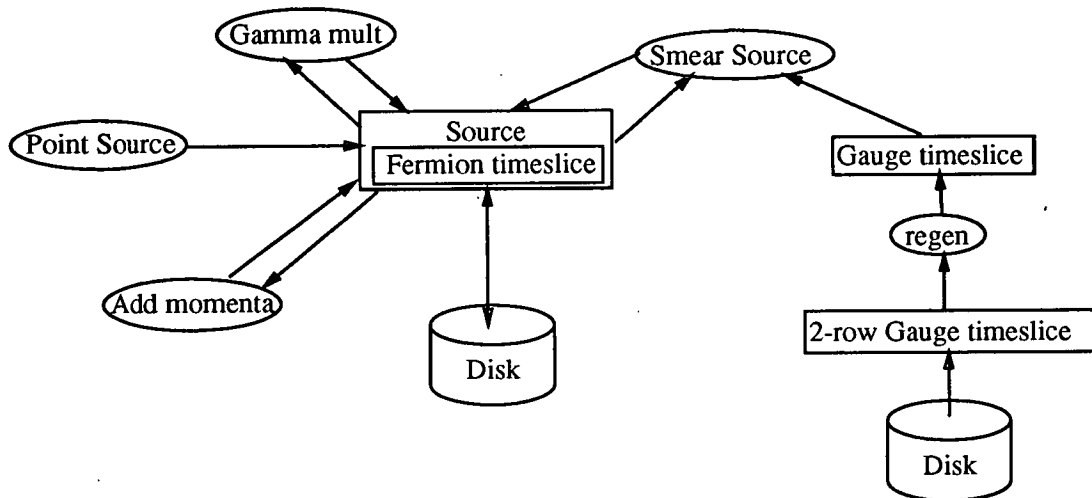 Gamma mult
Smear Source
Point Source
Source
Fermion timeslice
Gauge timeslice
regen
Add momenta
2-row Gauge timeslice
Disk
Disk